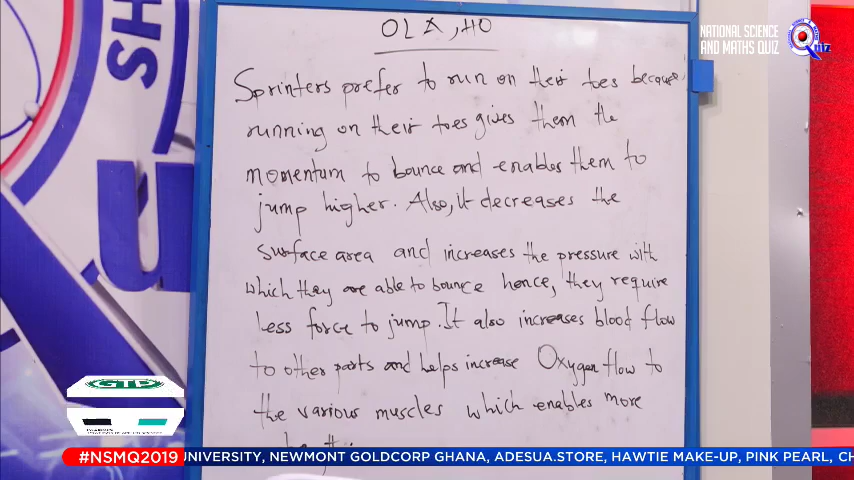 OLA, HO
Sprinters prefer to run on their toes because
running on their toes gives them the
momentum to bounce and enables them to
jump higher. Also, it decreases the
surface area and increases the pressure with
which they are able to bounce hence, they require
less force to jump. It also increases blood flow
to other parts and helps increase Oxygen flow to
the various muscles which enables more
NATIONAL SCIENCE
AND MATHS QUIZ
SH
GTP
#NSMQ2019 UNIVERSITY, NEWMONT GOLDCORP GHANA, ADESUA.STORE, HAWTIE MAKE-UP, PINK PEARL, CH